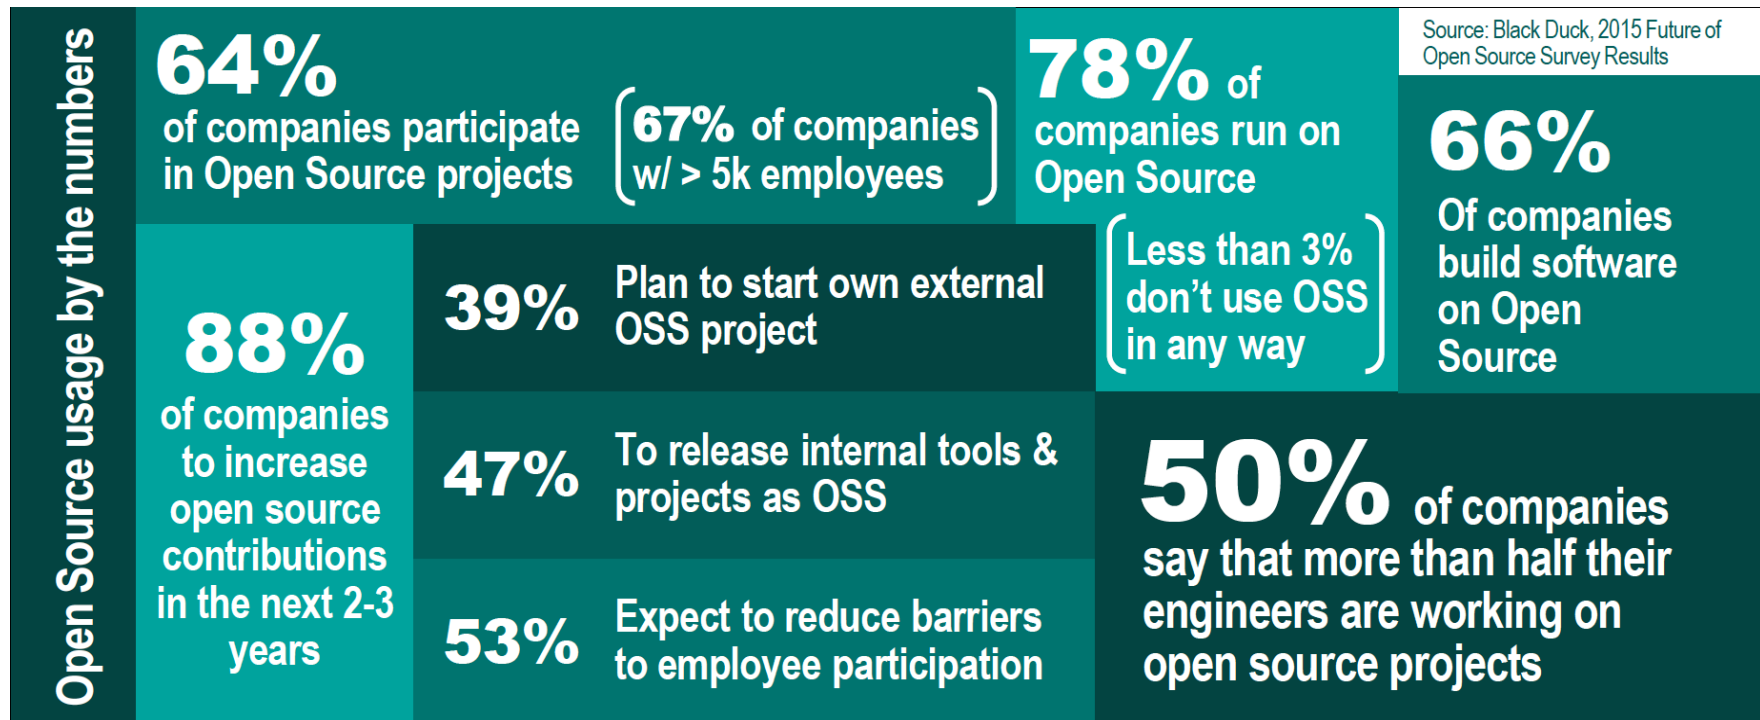 Open Source usage by the numbers
64%
of companies participate
in Open Source projects
67% of companies
w/ > 5k employees
78% of
companies run on
Open Source
Less than 3%
don't use OSS
in any way
Source: Black Duck, 2015 Future of
Open Source Survey Results
66%
Of companies
build software
on Open
Source
88%
of companies
to increase
open source
contributions
in the next 2-3
years
39% Plan to start own external
OSS project
47% To release internal tools &
projects as OSS
53% Expect to reduce barriers
to employee participation
50% of companies
say that more than half their
engineers are working on
open source projects